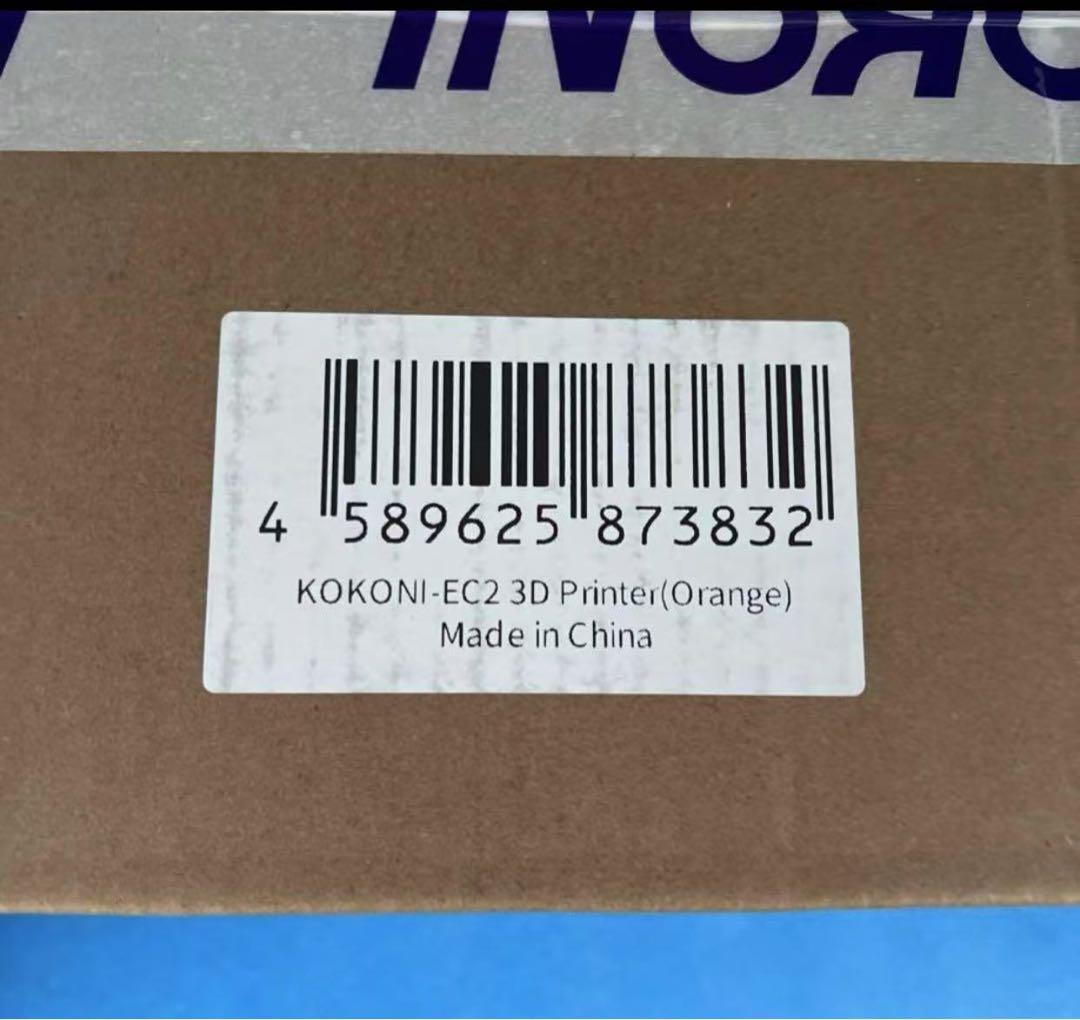 4 589625 873832
KOKONI-EC2 3D Printer(Orange)
Made in China